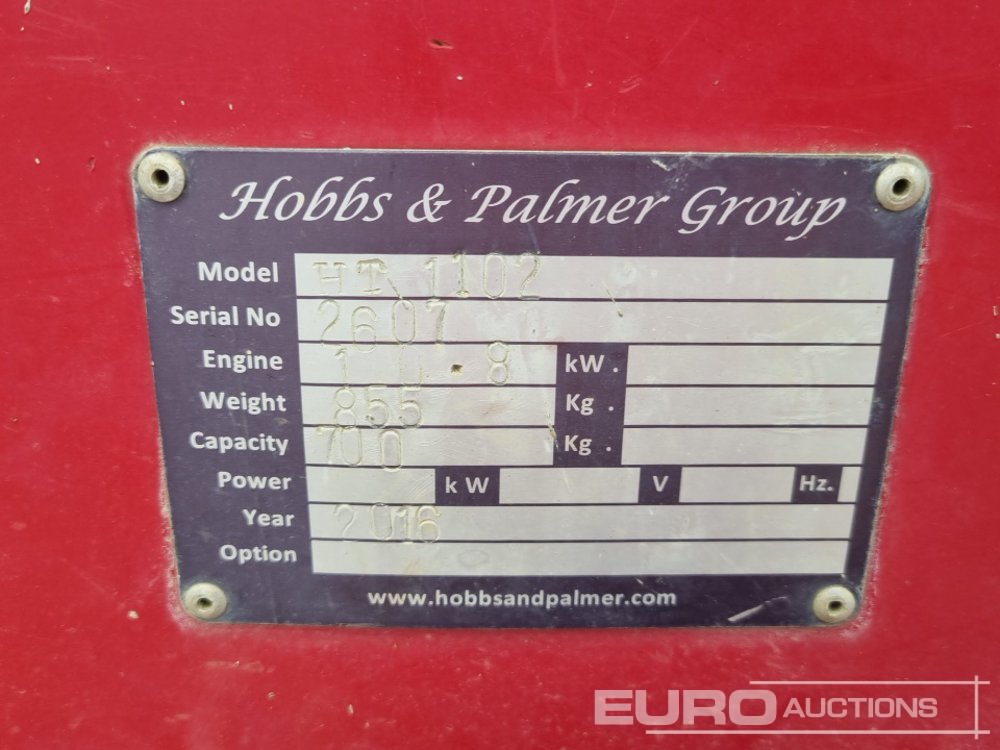 Hobbs & Palmer Group
Model HT 1102
Serial No 2607
Engine 10.8 kW.
Weight 855 Kg.
Capacity 700 Kg.
Power kW V Hz.
Year 2016
Option
www.hobbsandpalmer.com
EURO AUCTIONS